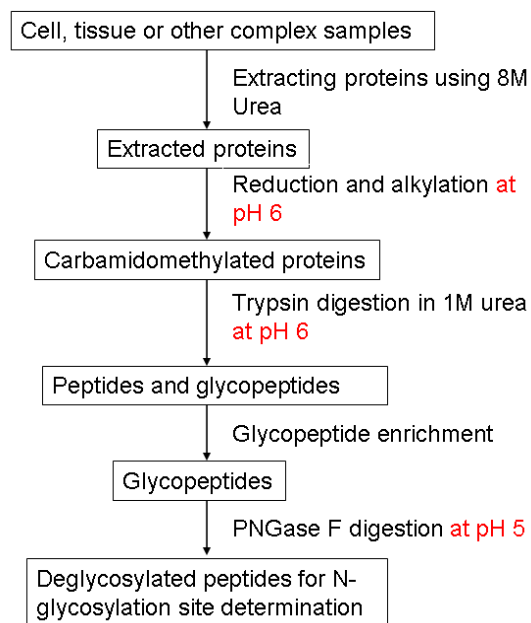 Cell, tissue or other complex samples
Extracting proteins using 8M
Urea
Extracted proteins
Reduction and alkylation at
pH 6
Carbamidomethylated proteins
Trypsin digestion in 1M urea
at pH 6
Peptides and glycopeptides
Glycopeptide enrichment
Glycopeptides
PNGase F digestion at pH 5
Deglycosylated peptides for N-
glycosylation site determination